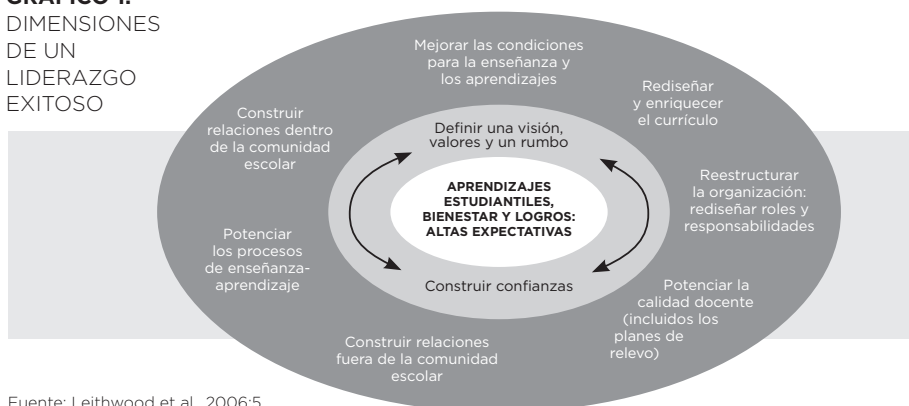 GRÁFICO 1:
DIMENSIONES
DE UN
LIDERAZGO
EXITOSO
Mejorar las condiciones
para la enseñanza y
los aprendizajes
Rediseñar
y enriquecer
el currículo
Construir
relaciones dentro
de la comunidad
escolar
Definir una visión,
valores y un rumbo
Reestructurar
la organización:
rediseñar roles y
responsabilidades
APRENDIZAJES
ESTUDIANTILES,
BIENESTAR Y LOGROS:
ALTAS EXPECTATIVAS
Potenciar
los procesos
de enseñanza-
aprendizaje
Construir confianzas
Potenciar la
calidad docente
(incluidos los
planes de
relevo)
Construir relaciones
fuera de la comunidad
escolar
Fuente: Leithwood et al., 2006:5